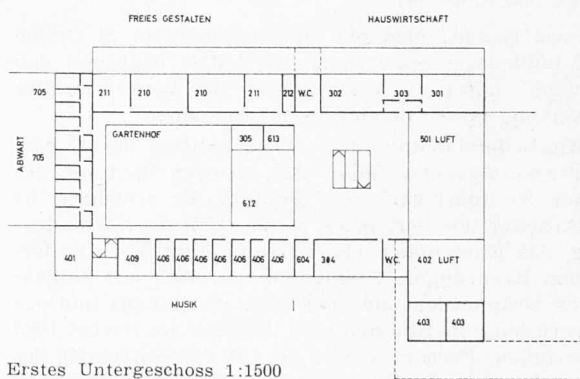 FREIES GESTALTEN HAUSWIRTSCHAFT
705 211 210 210 211 212 W.C. 302 303 301
ABWART
705
GARTENHOF 305 613 501 LUFT
612
401 409 406 406 406 406 406 406 406 604 304 W.C. 402 LUFT
MUSIK
403 403
Erstes Untergeschoss 1:1500